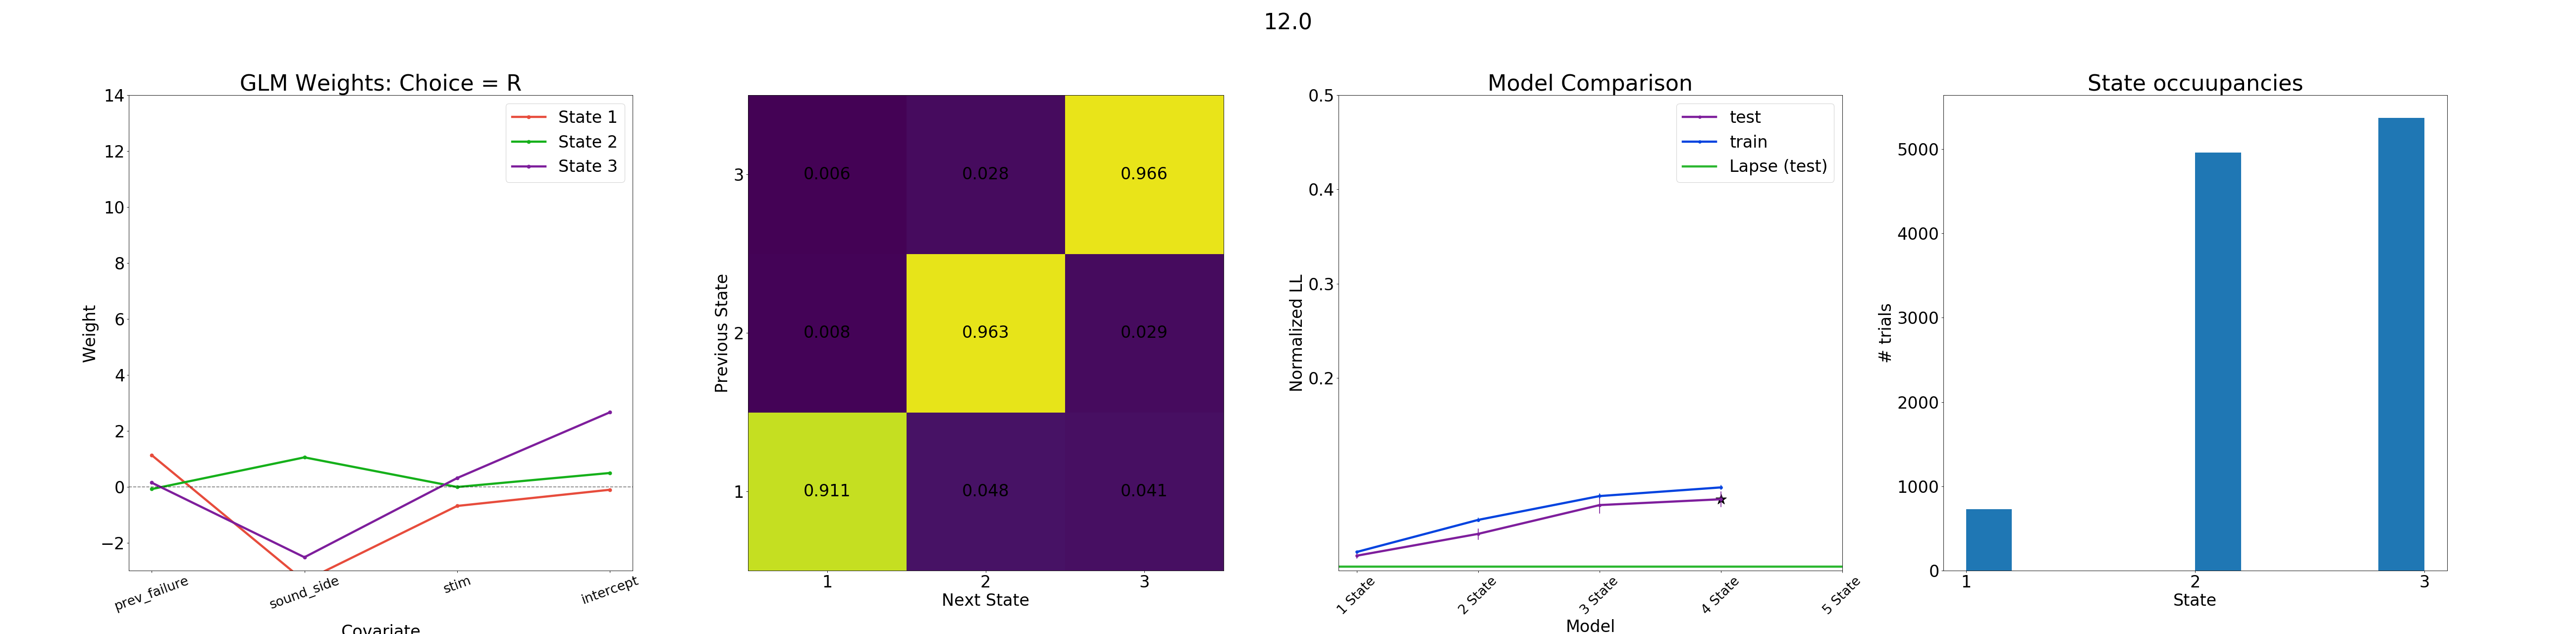 12.0
GLM Weights: Choice = R
14
12
10
8
6
4
2
0
−2
Weight
State 1
State 2
State 3
prev_failure
sound_side
stim
intercept
Covariate
Previous State
3
2
1
0.006 0.028 0.966
0.008 0.963 0.029
0.911 0.048 0.041
1 2 3
Next State
Model Comparison
0.5
0.4
0.3
0.2
Normalized LL
test
train
Lapse (test)
1 State
2 State
3 State
4 State
5 State
Model
State occuupancies
5000
4000
3000
2000
1000
0
# trials
1 2 3
State